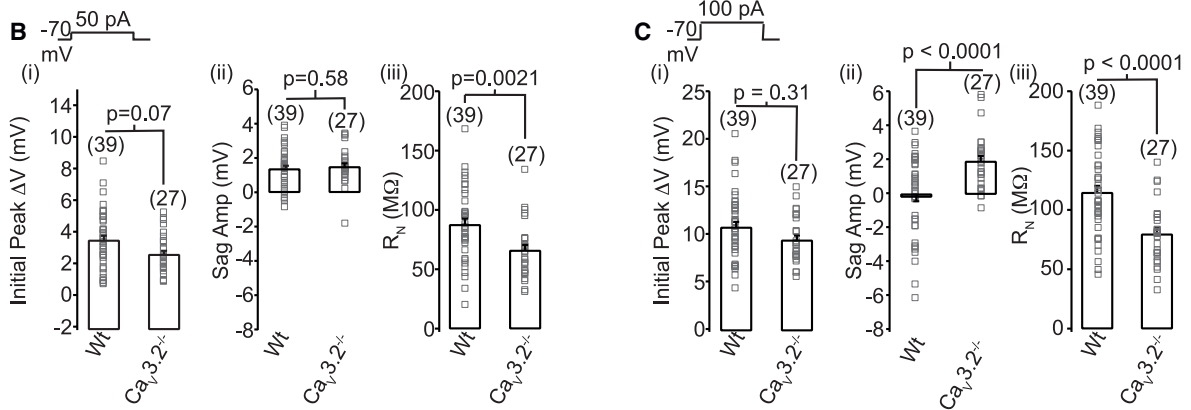 B
-70
mV
50 pA
(i)
Initial Peak ΔV (mV)
14
12
10
8
6
4
2
0
-2
p=0.07
(39)
(27)
Wt
CaV3.2-/-
(ii)
Sag Amp (mV)
6
4
2
0
-2
-4
-6
-8
p=0.58
(39)
(27)
Wt
CaV3.2-/-
(iii)
RN (MΩ)
200
150
100
50
0
p=0.0021
(39)
(27)
Wt
CaV3.2-/-
C
-70
mV
100 pA
(i)
Initial Peak ΔV (mV)
25
20
15
10
5
0
p = 0.31
(39)
(27)
Wt
CaV3.2-/-
(ii)
Sag Amp (mV)
6
4
2
0
-2
-4
-6
-8
p < 0.0001
(39)
(27)
Wt
CaV3.2-/-
(iii)
RN (MΩ)
200
150
100
50
0
p < 0.0001
(39)
(27)
Wt
CaV3.2-/-